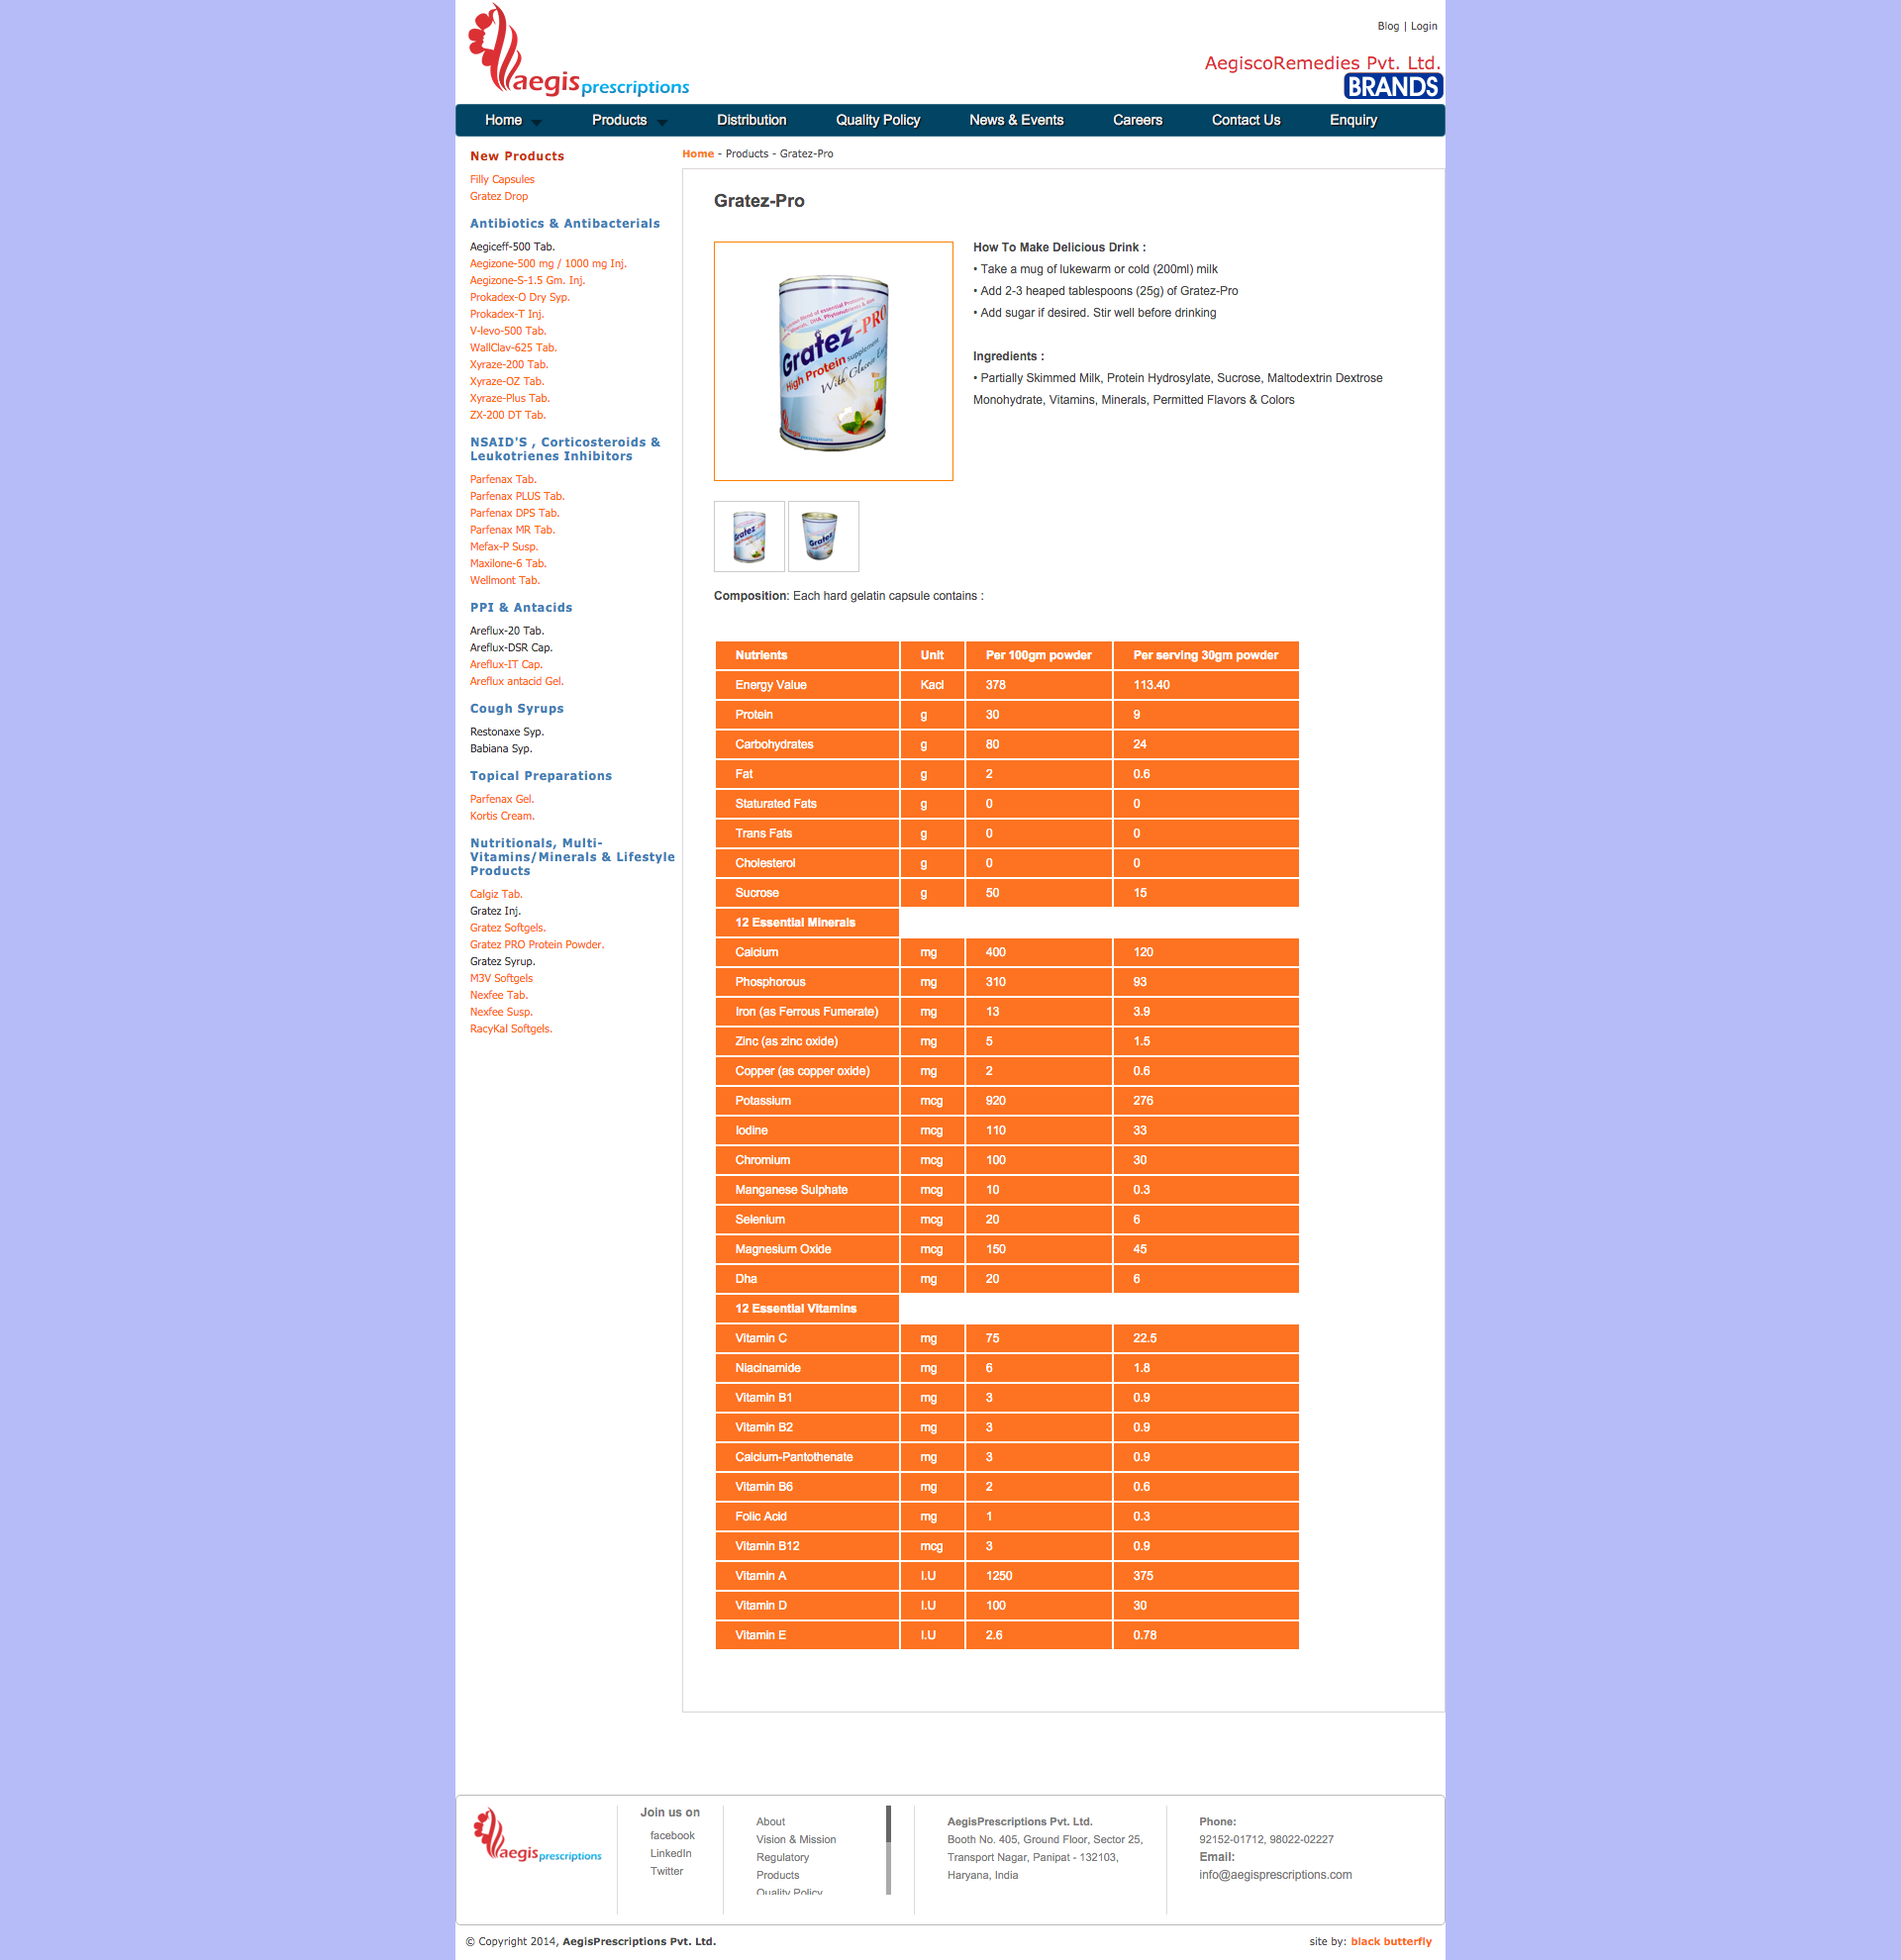 aegis prescriptions
Blog | Login
AegiscoRemedies Pvt. Ltd.
BRANDS
Home Products Distribution Quality Policy News & Events Careers Contact Us Enquiry
New Products
Filly Capsules
Gratez Drop
Antibiotics & Antibacterials
Aegiceff-500 Tab.
Aegizone-500 mg / 1000 mg Inj.
Aegizone-S-1.5 Gm. Inj.
Prokadex-O Dry Syp.
Prokadex-T Inj.
V-levo-500 Tab.
WallClav-625 Tab.
Xyraze-200 Tab.
Xyraze-OZ Tab.
Xyraze-Plus Tab.
ZX-200 DT Tab.
NSAID'S , Corticosteroids &
Leukotrienes Inhibitors
Parfenax Tab.
Parfenax PLUS Tab.
Parfenax DPS Tab.
Parfenax MR Tab.
Mefax-P Susp.
Maxilone-6 Tab.
Wellmont Tab.
PPI & Antacids
Areflux-20 Tab.
Areflux-DSR Cap.
Areflux-IT Cap.
Areflux antacid Gel.
Cough Syrups
Restonaxe Syp.
Babiana Syp.
Topical Preparations
Parfenax Gel.
Kortis Cream.
Nutritionals, Multi-
Vitamins/Minerals & Lifestyle
Products
Calgiz Tab.
Gratez Inj.
Gratez Softgels.
Gratez PRO Protein Powder.
Gratez Syrup.
M3V Softgels
Nexfee Tab.
Nexfee Susp.
RacyKal Softgels.
Home - Products - Gratez-Pro
Gratez-Pro
Gratez-PRO
High Protein supplement
With Glucose
aegis prescriptions
How To Make Delicious Drink :
• Take a mug of lukewarm or cold (200ml) milk
• Add 2-3 heaped tablespoons (25g) of Gratez-Pro
• Add sugar if desired. Stir well before drinking
Ingredients :
• Partially Skimmed Milk, Protein Hydrosylate, Sucrose, Maltodextrin Dextrose
Monohydrate, Vitamins, Minerals, Permitted Flavors & Colors
Composition: Each hard gelatin capsule contains :
Nutrients Unit Per 100gm powder Per serving 30gm powder
Energy Value Kacl 378 113.40
Protein g 30 9
Carbohydrates g 80 24
Fat g 2 0.6
Staturated Fats g 0 0
Trans Fats g 0 0
Cholesterol g 0 0
Sucrose g 50 15
12 Essential Minerals
Calcium mg 400 120
Phosphorous mg 310 93
Iron (as Ferrous Fumerate) mg 13 3.9
Zinc (as zinc oxide) mg 5 1.5
Copper (as copper oxide) mg 2 0.6
Potassium mcg 920 276
Iodine mcg 110 33
Chromium mcg 100 30
Manganese Sulphate mcg 10 0.3
Selenium mcg 20 6
Magnesium Oxide mcg 150 45
Dha mg 20 6
12 Essential Vitamins
Vitamin C mg 75 22.5
Niacinamide mg 6 1.8
Vitamin B1 mg 3 0.9
Vitamin B2 mg 3 0.9
Calcium-Pantothenate mg 3 0.9
Vitamin B6 mg 2 0.6
Folic Acid mg 1 0.3
Vitamin B12 mcg 3 0.9
Vitamin A I.U 1250 375
Vitamin D I.U 100 30
Vitamin E I.U 2.6 0.78
aegis prescriptions
Join us on
facebook
LinkedIn
Twitter
About
Vision & Mission
Regulatory
Products
Quality Policy
AegisPrescriptions Pvt. Ltd.
Booth No. 405, Ground Floor, Sector 25,
Transport Nagar, Panipat - 132103,
Haryana, India
Phone:
92152-01712, 98022-02227
Email:
info@aegisprescriptions.com
© Copyright 2014, AegisPrescriptions Pvt. Ltd.
site by: black butterfly